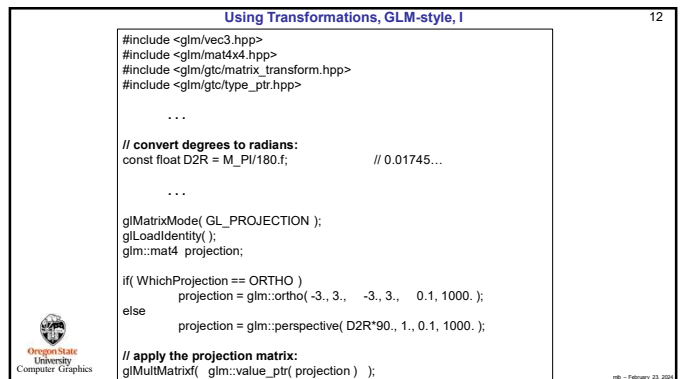 Using Transformations, GLM-style, I
12
#include <glm/vec3.hpp>
#include <glm/mat4x4.hpp>
#include <glm/gtc/matrix_transform.hpp>
#include <glm/gtc/type_ptr.hpp>
. . .
// convert degrees to radians:
const float D2R = M_PI/180.f; // 0.01745…
. . .
glMatrixMode( GL_PROJECTION );
glLoadIdentity( );
glm::mat4 projection;
if( WhichProjection == ORTHO )
projection = glm::ortho( -3., 3., -3., 3., 0.1, 1000. );
else
projection = glm::perspective( D2R*90., 1., 0.1, 1000. );
// apply the projection matrix:
glMultMatrixf( glm::value_ptr( projection ) );
Oregon State
University
Computer Graphics
mjb – February 23, 2024